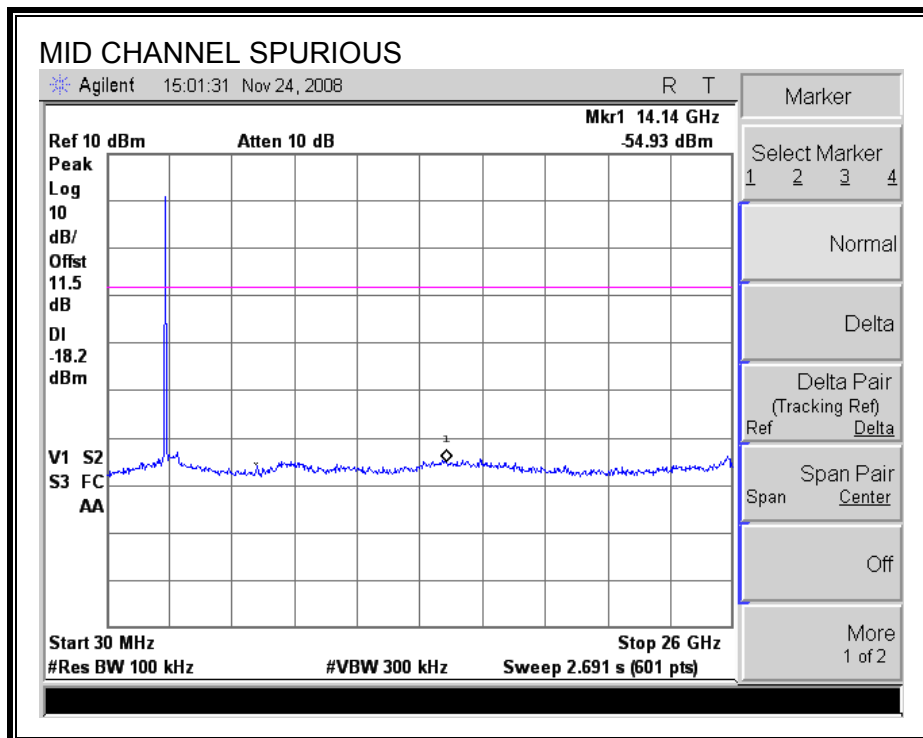 MID CHANNEL SPURIOUS
Agilent 15:01:31 Nov 24, 2008 R T
Mkr1 14.14 GHz
Ref 10 dBm Atten 10 dB -54.93 dBm
Peak
Log
10
dB/
Offst
11.5
dB
DI
-18.2
dBm
1
V1 S2
S3 FC
AA
Start 30 MHz Stop 26 GHz
#Res BW 100 kHz #VBW 300 kHz Sweep 2.691 s (601 pts)
Marker
Select Marker
1 2 3 4
Normal
Delta
Delta Pair
(Tracking Ref)
Ref Delta
Span Pair
Span Center
Off
More
1 of 2